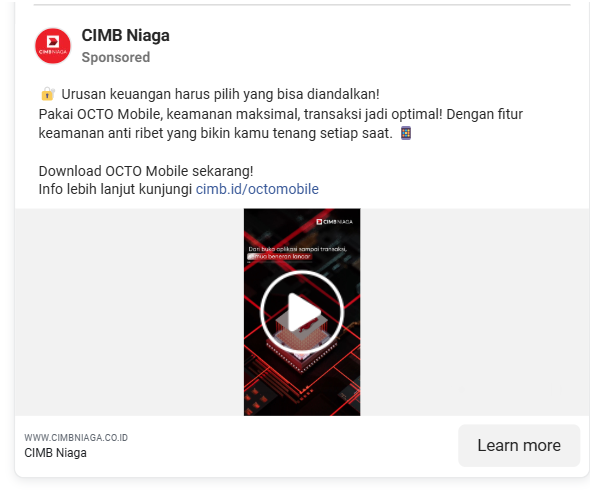 CIMBNIAGA
CIMB Niaga
Sponsored
🔐 Urusan keuangan harus pilih yang bisa diandalkan!
Pakai OCTO Mobile, keamanan maksimal, transaksi jadi optimal! Dengan fitur
keamanan anti ribet yang bikin kamu tenang setiap saat. 📱
Download OCTO Mobile sekarang!
Info lebih lanjut kunjungi cimb.id/octomobile
CIMBNIAGA
Dari buka aplikasi sampai transaksi,
semua beneran lancar
WWW.CIMBNIAGA.CO.ID
CIMB Niaga
Learn more